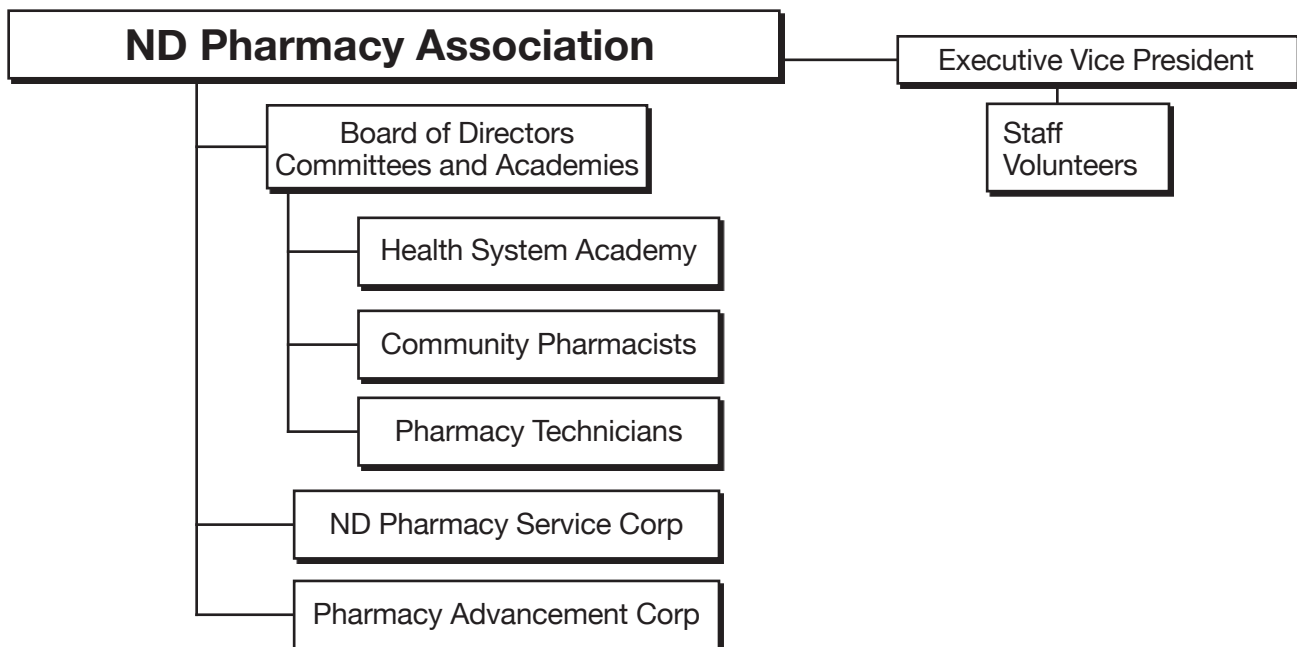 ND Pharmacy Association
Executive Vice President
Staff
Volunteers
Board of Directors
Committees and Academies
Health System Academy
Community Pharmacists
Pharmacy Technicians
ND Pharmacy Service Corp
Pharmacy Advancement Corp